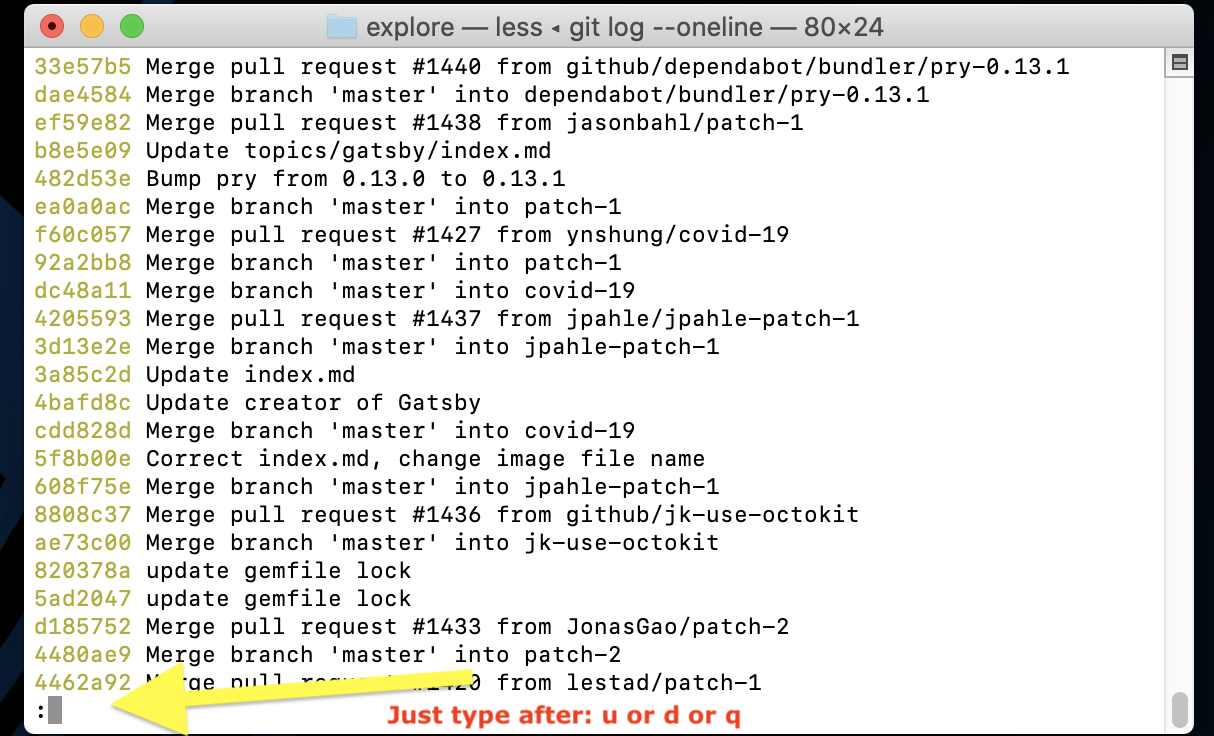 explore — less ◂ git log --oneline — 80×24
33e57b5 Merge pull request #1440 from github/dependabot/bundler/pry-0.13.1
dae4584 Merge branch 'master' into dependabot/bundler/pry-0.13.1
ef59e82 Merge pull request #1438 from jasonbahl/patch-1
b8e5e09 Update topics/gatsby/index.md
482d53e Bump pry from 0.13.0 to 0.13.1
ea0a0ac Merge branch 'master' into patch-1
f60c057 Merge pull request #1427 from ynshung/covid-19
92a2bb8 Merge branch 'master' into patch-1
dc48a11 Merge branch 'master' into covid-19
4205593 Merge pull request #1437 from jpahle/jpahle-patch-1
3d13e2e Merge branch 'master' into jpahle-patch-1
3a85c2d Update index.md
4bafd8c Update creator of Gatsby
cdd828d Merge branch 'master' into covid-19
5f8b00e Correct index.md, change image file name
608f75e Merge branch 'master' into jpahle-patch-1
8808c37 Merge pull request #1436 from github/jk-use-octokit
ae73c00 Merge branch 'master' into jk-use-octokit
820378a update gemfile lock
5ad2047 update gemfile lock
d185752 Merge pull request #1433 from JonasGao/patch-2
4480ae9 Merge branch 'master' into patch-2
4462a92 Merge pull request #1420 from lestad/patch-1
:
Just type after: u or d or q